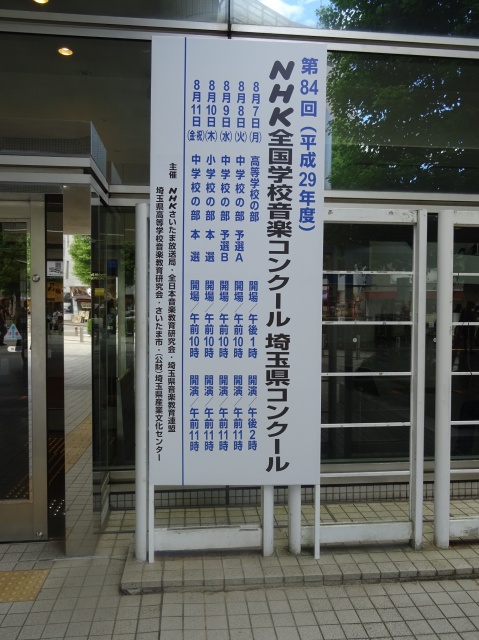 第84回（平成29年度）
NHK全国学校音楽コンクール 埼玉県コンクール
8月7日（月） 高等学校の部 開場／午後1時 開演／午後2時
8月8日（火） 中学校の部 予選A 開場／午前10時 開演／午前11時
8月9日（水） 中学校の部 予選B 開場／午前10時 開演／午前11時
8月10日（木） 小学校の部 本選 開場／午前10時 開演／午前11時
8月11日（金・祝） 中学校の部 本選 開場／午前10時 開演／午前11時
主催 NHKさいたま放送局・全日本音楽教育研究会・埼玉県音楽教育連盟
埼玉県高等学校音楽教育研究会・さいたま市・（公財）埼玉県産業文化センター